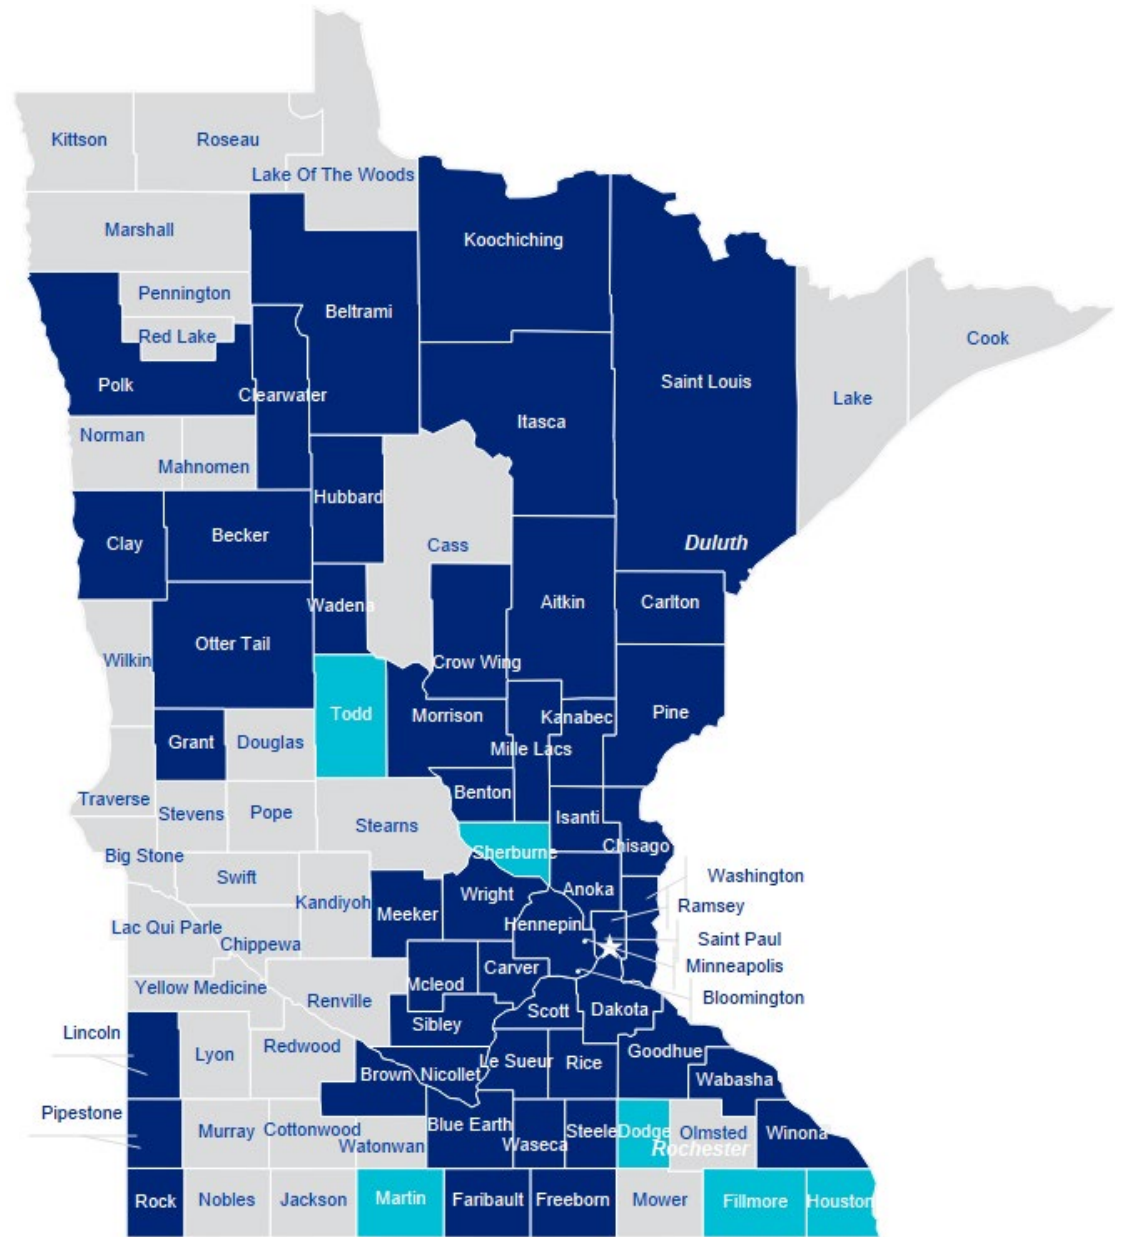 Kittson
Roseau
Lake Of The Woods
Marshall
Koochiching
Pennington
Beltrami
Red Lake
Cook
Polk
Clearwater
Saint Louis
Lake
Itasca
Norman
Mahnomen
Hubbard
Clay
Becker
Cass
Duluth
Wadena
Aitkin
Carlton
Otter Tail
Wilkin
Crow Wing
Todd
Morrison
Kanabec
Pine
Grant
Douglas
Mille Lacs
Traverse
Stevens
Pope
Benton
Stearns
Isanti
Big Stone
Sherburne
Chisago
Swift
Washington
Kandiyoh
Wright
Anoka
Ramsey
Meeker
Lac Qui Parle
Hennepin
Saint Paul
Chippewa
Carver
Minneapolis
Yellow Medicine
Mcleod
Renville
Bloomington
Scott
Dakota
Lincoln
Sibley
Lyon
Redwood
Goodhue
Le Sueur
Rice
Brown
Nicollet
Wabasha
Pipestone
Murray
Cottonwood
Blue Earth
Steele
Dodge
Olmsted
Winona
Watonwan
Waseca
Rochester
Rock
Nobles
Jackson
Martin
Faribault
Freeborn
Mower
Fillmore
Houston